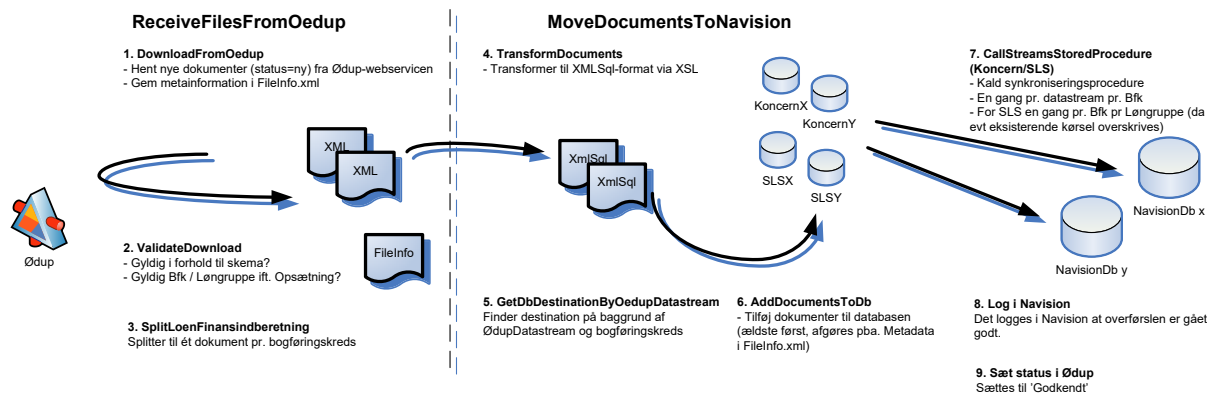 ReceiveFilesFromOedup
1. DownloadFromOedup
- Hent nye dokumenter (status=ny) fra Ødup-webservicen
- Gem metainformation i FileInfo.xml
XML
XML
Ødup
2. ValidateDownload
- Gyldig i forhold til skema?
- Gyldig Bfk / Løngruppe ift. Opsætning?
FileInfo
3. SplitLoenFinansindberetning
Splitter til ét dokument pr. bogføringskreds
MoveDocumentsToNavision
4. TransformDocuments
- Transformer til XMLSql-format via XSL
XmlSql
XmlSql
KoncernX
KoncernY
SLSX
SLSY
5. GetDbDestinationByOedupDatastream
Finder destination på baggrund af
ØdupDatastream og bogføringskreds
6. AddDocumentsToDb
- Tilføj dokumenter til databasen
(ældste først, afgøres pba. Metadata
i FileInfo.xml)
7. CallStreamsStoredProcedure
(Koncern/SLS)
- Kald synkroniseringsprocedure
- En gang pr. datastream pr. Bfk
- For SLS en gang pr. Bfk pr Løngruppe (da
evt eksisterende kørsel overskrives)
NavisionDb x
NavisionDb y
8. Log i Navision
Det logges i Navision at overførslen er gået
godt.
9. Sæt status i Ødup
Sættes til 'Godkendt'